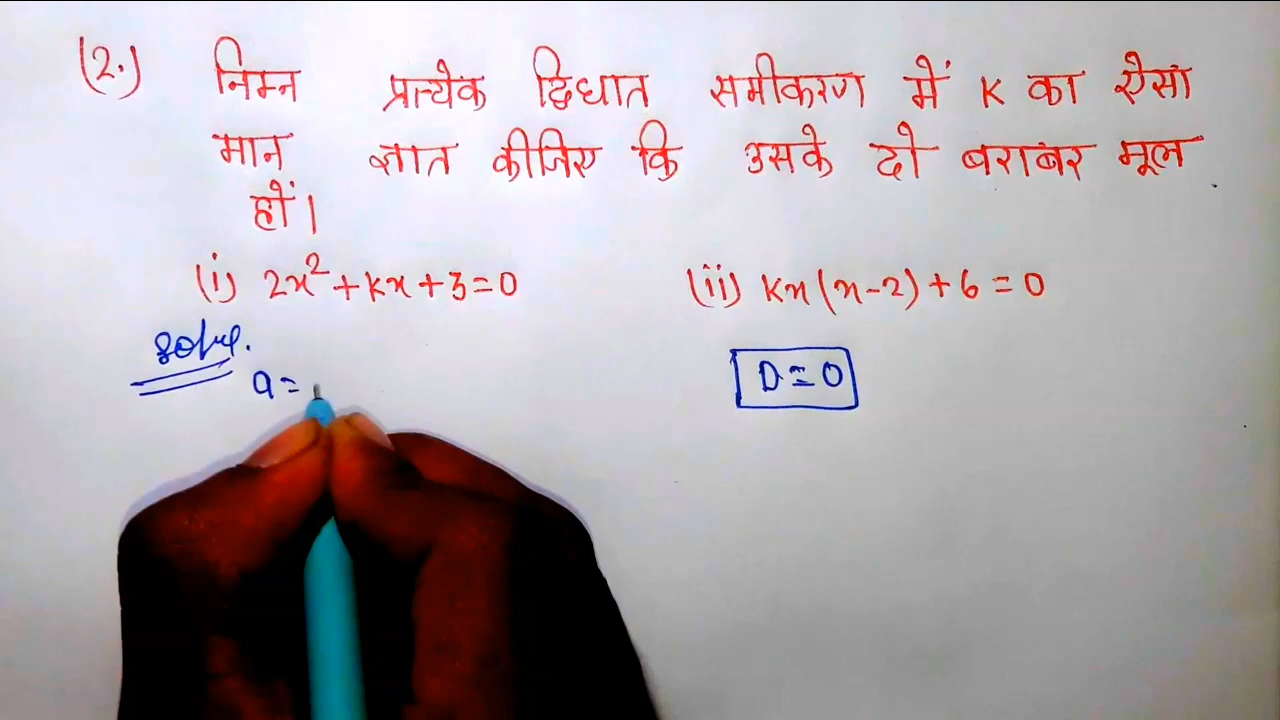 (2.) निम्न प्रत्येक द्विघात समीकरण में K का ऐसा
मान ज्ञात कीजिए कि उसके दो बराबर मूल
हों।
(i) 2x² + kx + 3 = 0 (ii) kx(x-2) + 6 = 0
Solve.
a =
D = 0